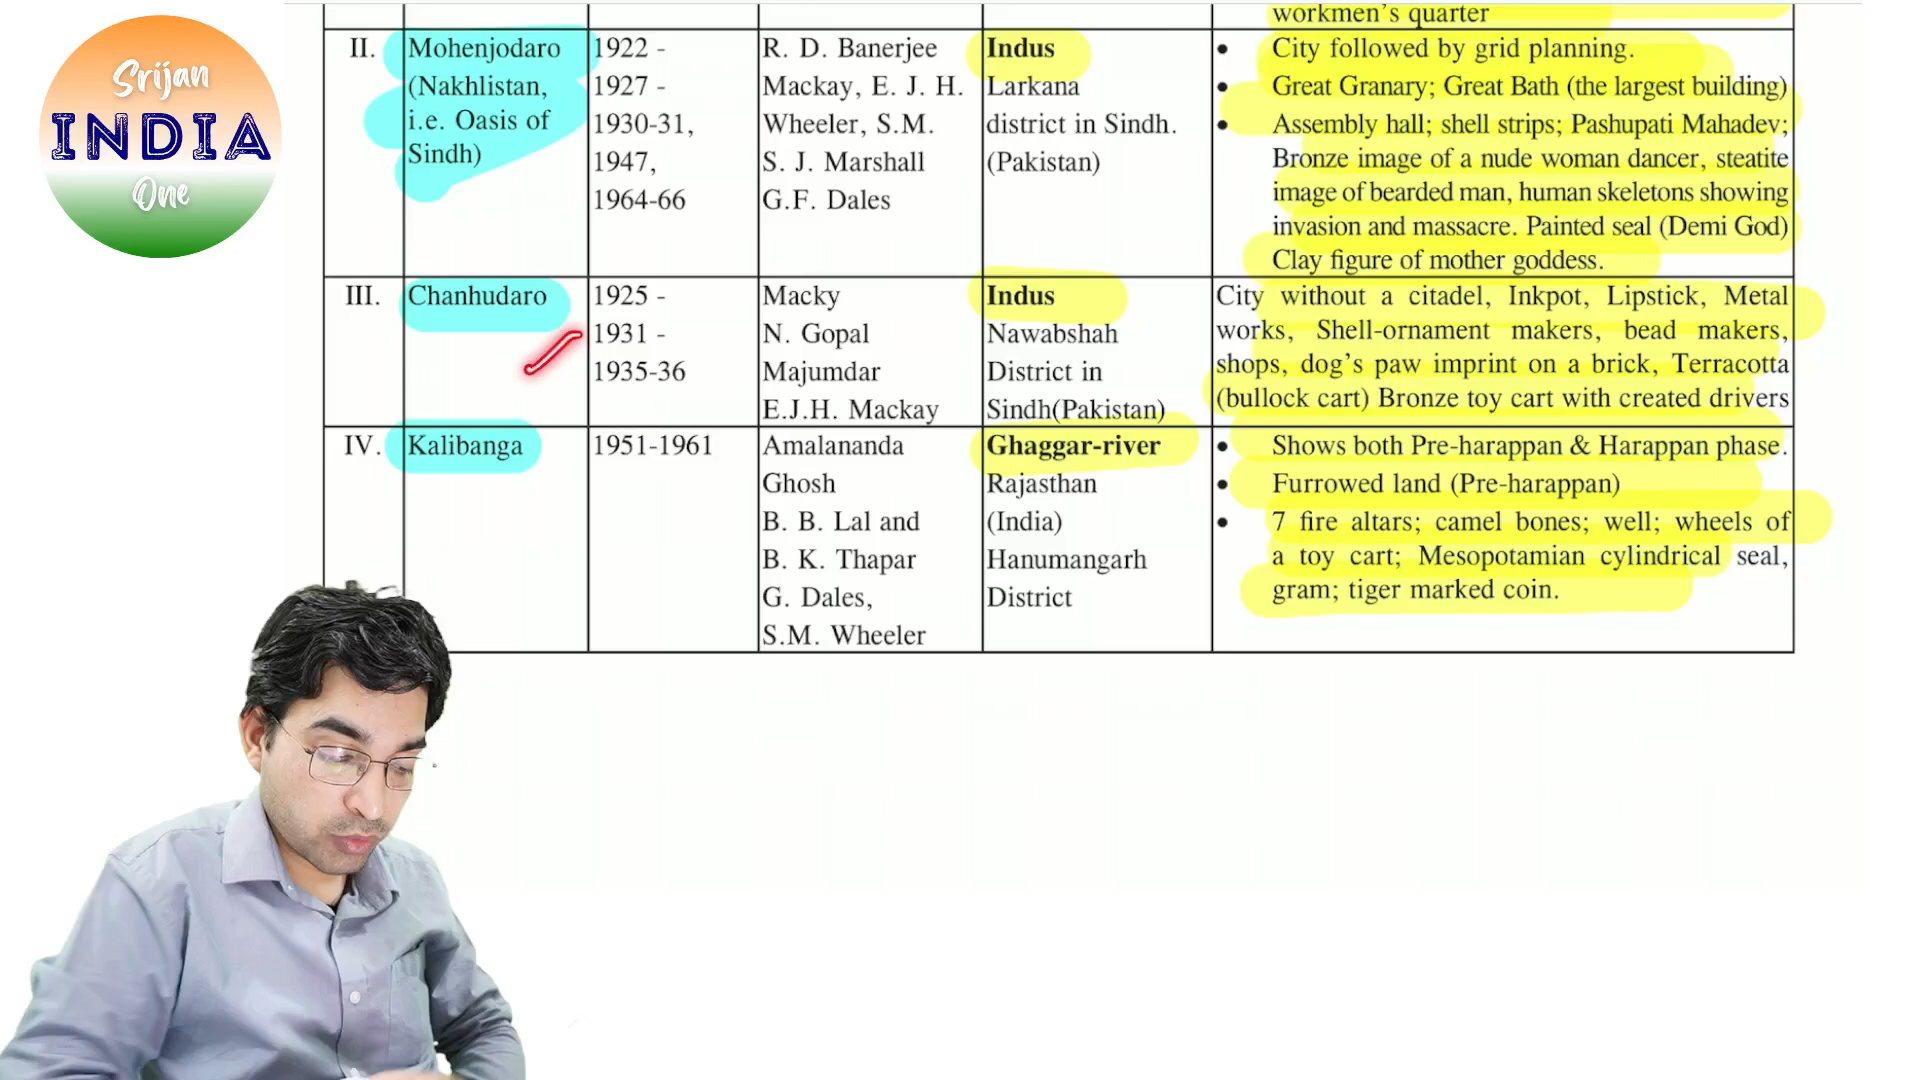 Srijan
INDIA
One
workmen's quarter
II.
Mohenjodaro
(Nakhlistan,
i.e. Oasis of
Sindh)
1922 -
1927 -
1930-31,
1947,
1964-66
R. D. Banerjee
Mackay, E. J. H.
Wheeler, S.M.
S. J. Marshall
G.F. Dales
Indus
Larkana
district in Sindh.
(Pakistan)
• City followed by grid planning.
• Great Granary; Great Bath (the largest building)
• Assembly hall; shell strips; Pashupati Mahadev;
Bronze image of a nude woman dancer, steatite
image of bearded man, human skeletons showing
invasion and massacre. Painted seal (Demi God)
Clay figure of mother goddess.
III.
Chanhudaro
1925 -
1931 -
1935-36
Macky
N. Gopal
Majumdar
E.J.H. Mackay
Indus
Nawabshah
District in
Sindh(Pakistan)
City without a citadel, Inkpot, Lipstick, Metal
works, Shell-ornament makers, bead makers,
shops, dog's paw imprint on a brick, Terracotta
(bullock cart) Bronze toy cart with created drivers
IV.
Kalibanga
1951-1961
Amalananda
Ghosh
B. B. Lal and
B. K. Thapar
G. Dales,
S.M. Wheeler
Ghaggar-river
Rajasthan
(India)
Hanumangarh
District
• Shows both Pre-harappan & Harappan phase.
• Furrowed land (Pre-harappan)
• 7 fire altars; camel bones; well; wheels of
a toy cart; Mesopotamian cylindrical seal,
gram; tiger marked coin.